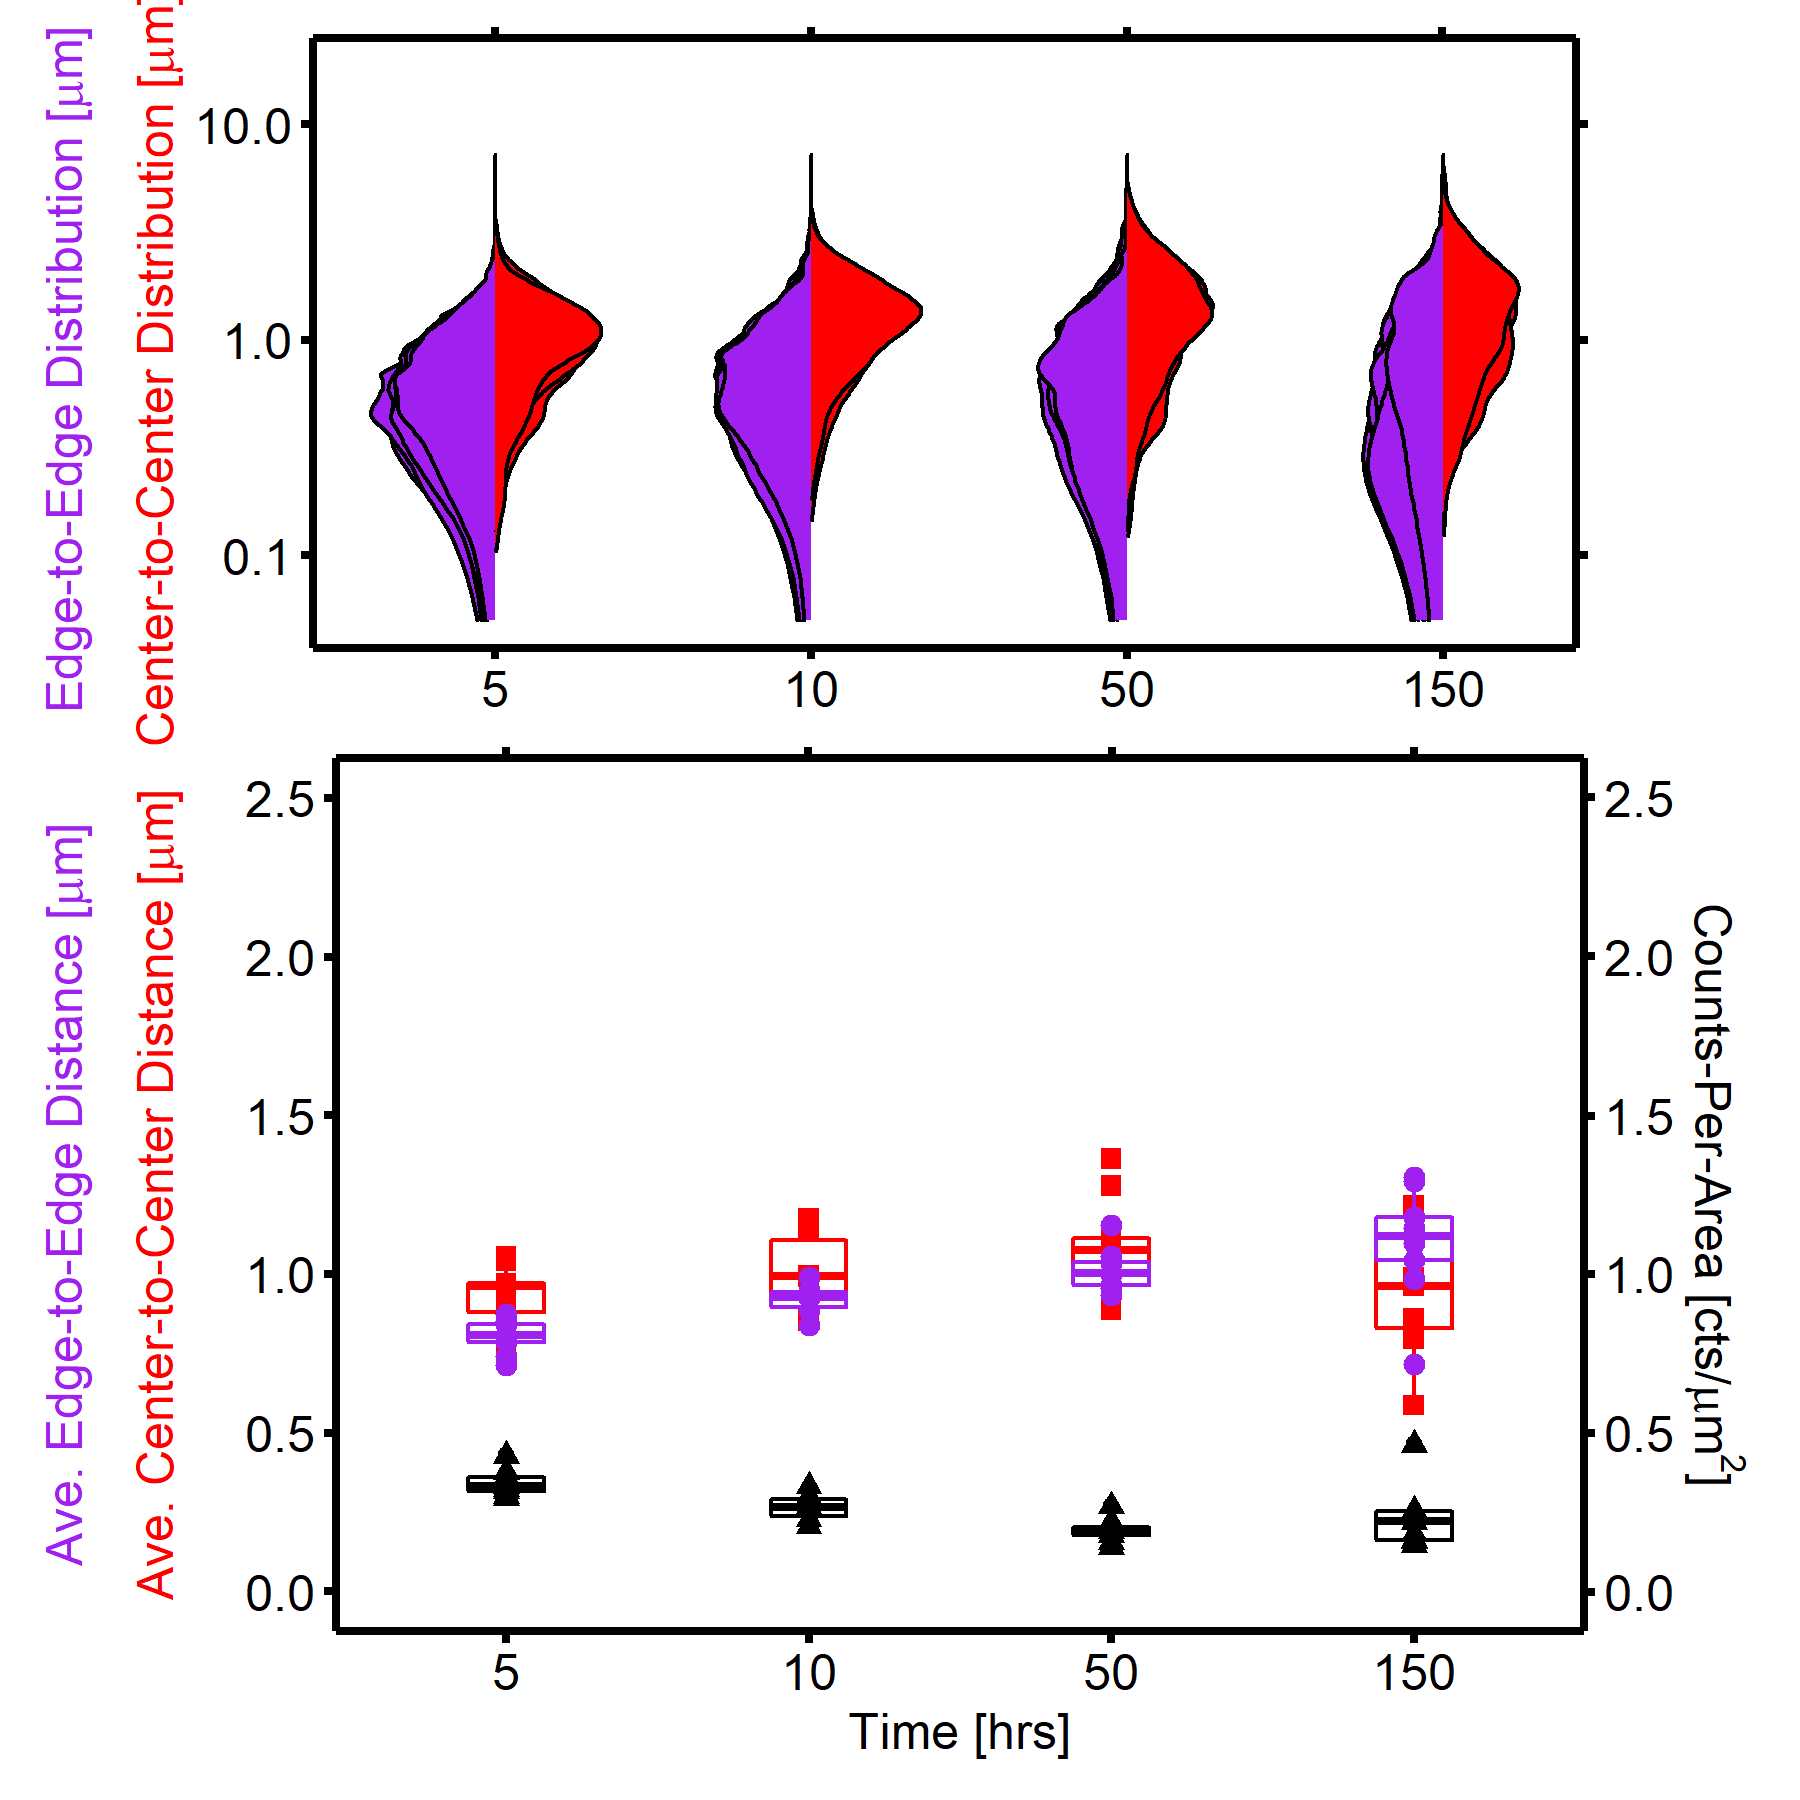 Edge-to-Edge Distribution [μm]
Center-to-Center Distribution [μm]
10.0
1.0
0.1
5 10 50 150
Ave. Edge-to-Edge Distance [μm]
Ave. Center-to-Center Distance [μm]
2.5
2.0
1.5
1.0
0.5
0.0
2.5
2.0
1.5
1.0
0.5
0.0
Counts-Per-Area [cts/μm²]
5 10 50 150
Time [hrs]